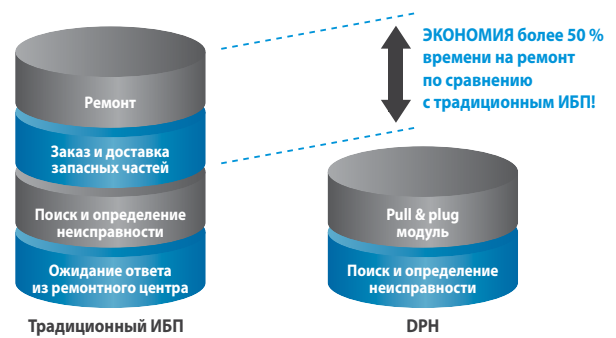 ЭКОНОМИЯ более 50 %
времени на ремонт
по сравнению
с традиционным ИБП!
Ремонт
Заказ и доставка
запасных частей
Поиск и определение
неисправности
Ожидание ответа
из ремонтного центра
Традиционный ИБП
Pull & plug
модуль
Поиск и определение
неисправности
DPH